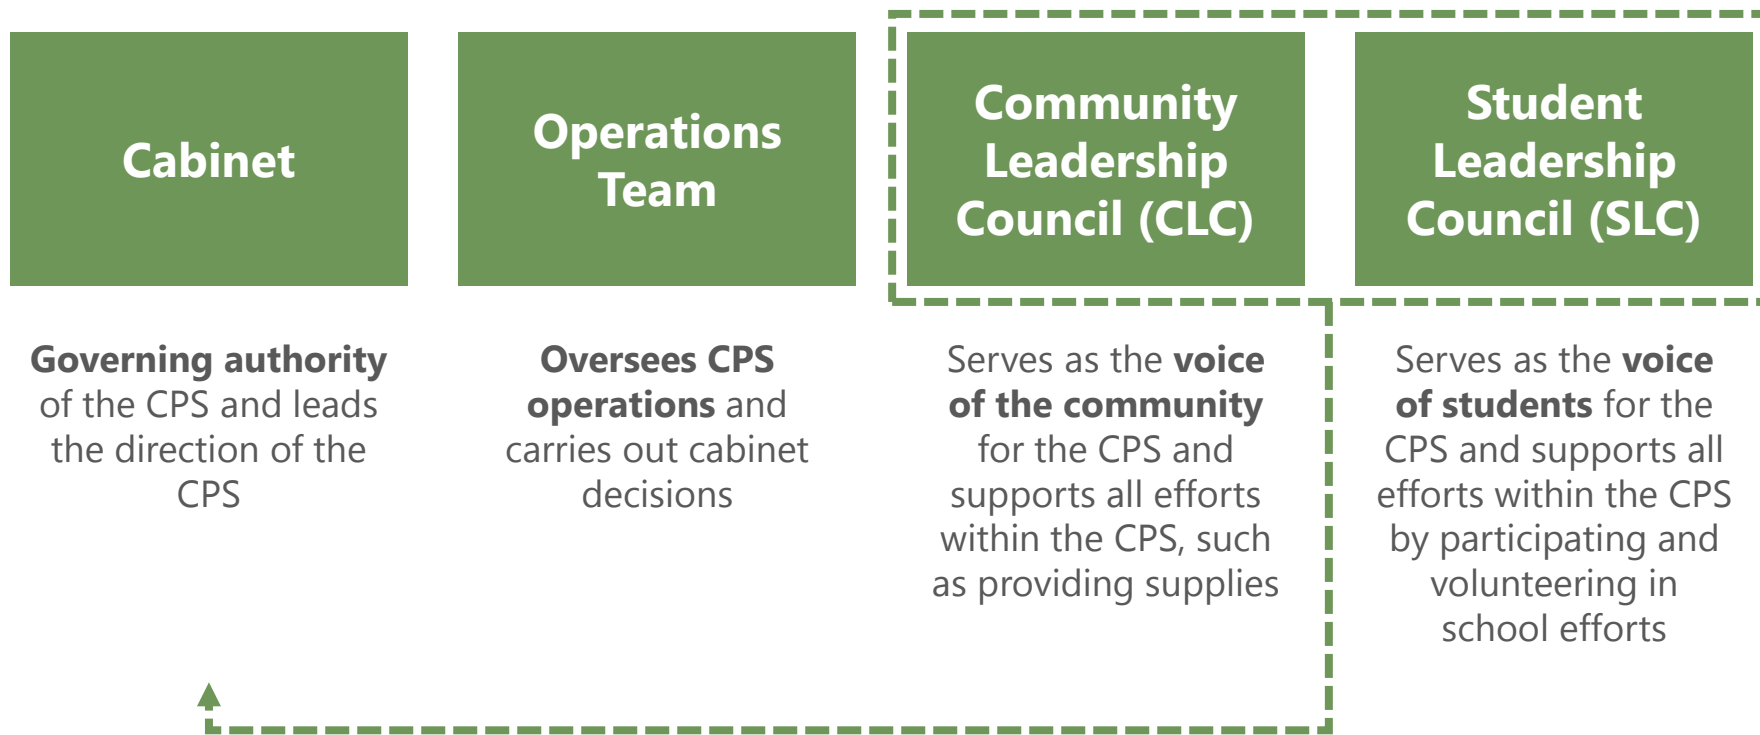 Cabinet
Operations
Team
Community
Leadership
Council (CLC)
Student
Leadership
Council (SLC)
Governing authority
of the CPS and leads
the direction of the
CPS
Oversees CPS
operations and
carries out cabinet
decisions
Serves as the voice
of the community
for the CPS and
supports all efforts
within the CPS, such
as providing supplies
Serves as the voice
of students for the
CPS and supports all
efforts within the CPS
by participating and
volunteering in
school efforts